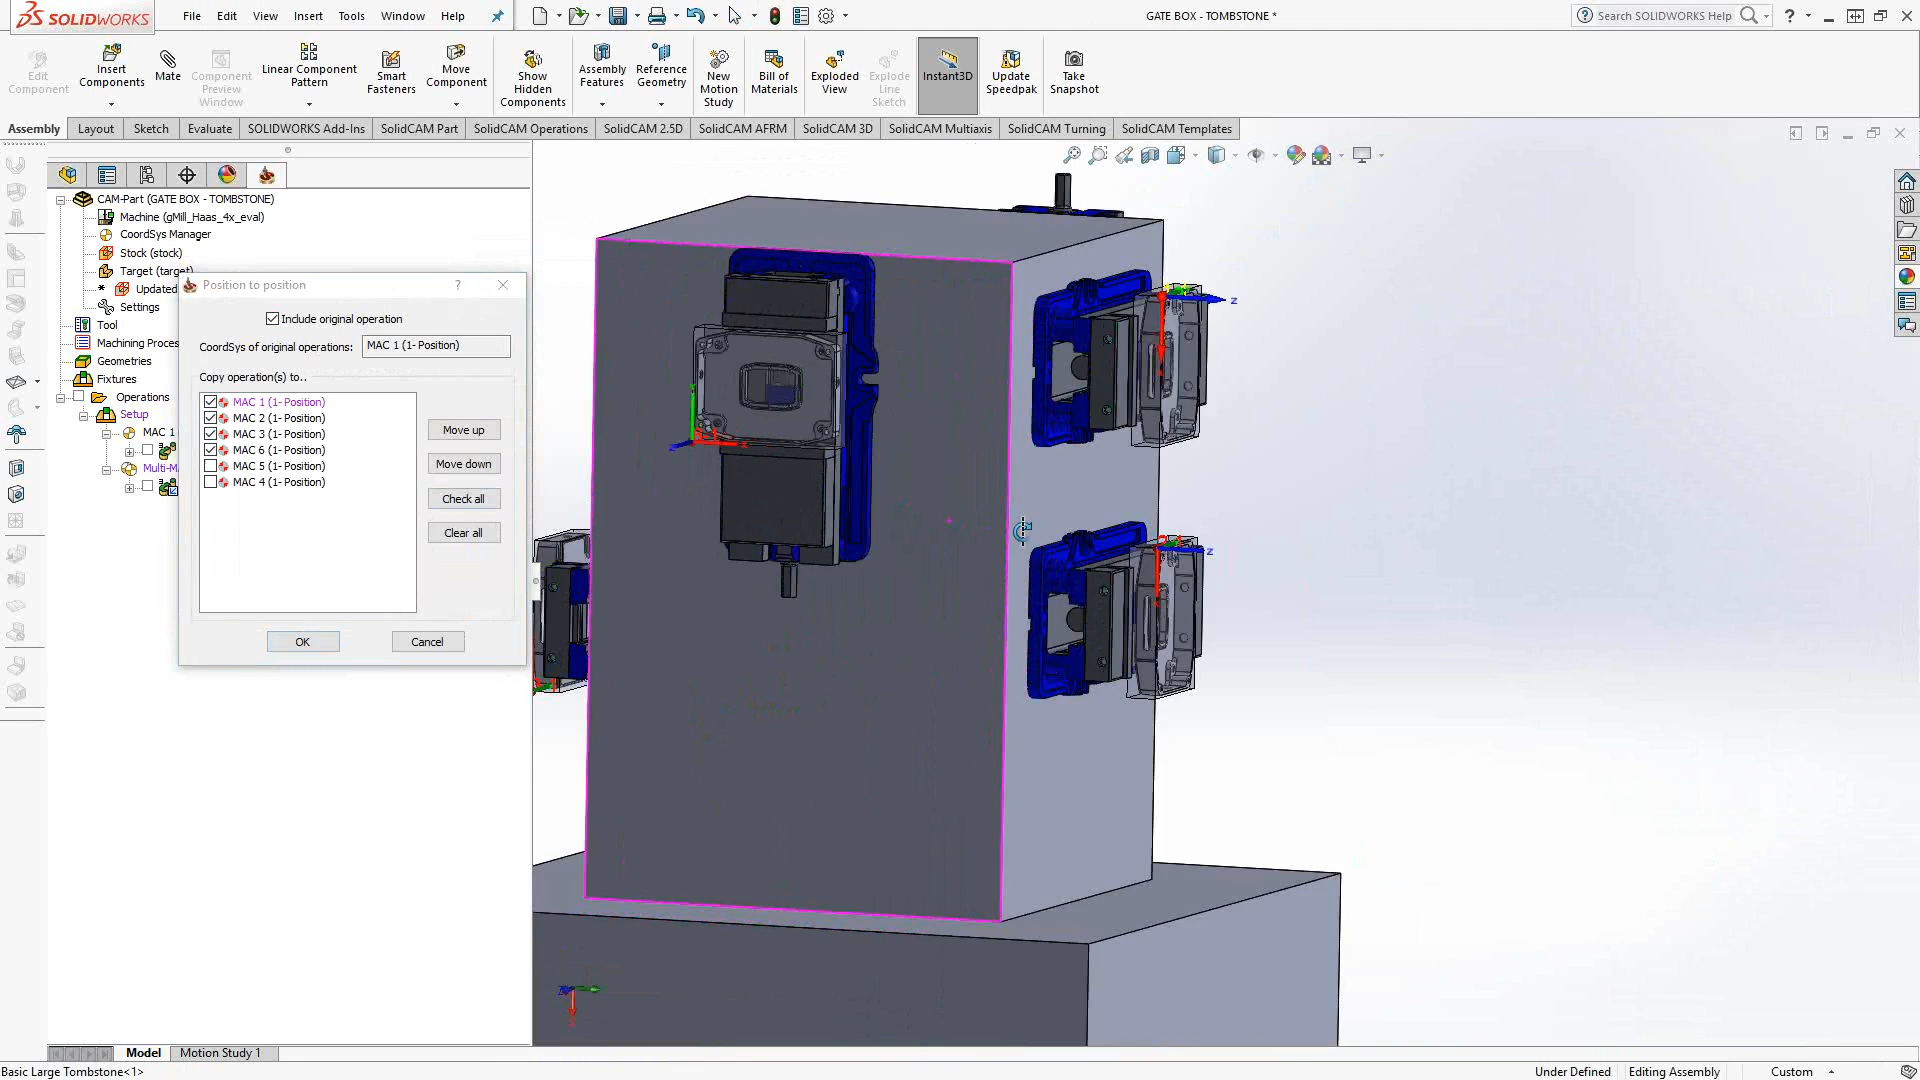 SOLIDWORKS
File Edit View Insert Tools Window Help
GATE BOX - TOMBSTONE *
Search SOLIDWORKS Help
Edit Component
Insert Components
Mate
Component Preview Window
Linear Component Pattern
Smart Fasteners
Move Component
Show Hidden Components
Assembly Features
Reference Geometry
New Motion Study
Bill of Materials
Exploded View
Explode Line Sketch
Instant3D
Update Speedpak
Take Snapshot
Assembly Layout Sketch Evaluate SOLIDWORKS Add-Ins SolidCAM Part SolidCAM Operations SolidCAM 2.5D SolidCAM AFRM SolidCAM 3D SolidCAM Multiaxis SolidCAM Turning SolidCAM Templates
CAM-Part (GATE BOX - TOMBSTONE)
Machine (gMill_Haas_4x_eval)
CoordSys Manager
Stock (stock)
Target (target)
* Updated
Settings
Tool
Machining Proces
Geometries
Fixtures
Operations
Setup
MAC 1
Multi-M
Position to position
?
Include original operation
CoordSys of original operations: MAC 1 (1- Position)
Copy operation(s) to..
MAC 1 (1- Position)
MAC 2 (1- Position)
MAC 3 (1- Position)
MAC 6 (1- Position)
MAC 5 (1- Position)
MAC 4 (1- Position)
Move up
Move down
Check all
Clear all
OK Cancel
Z
Z
Model Motion Study 1
Basic Large Tombstone<1>
Under Defined Editing Assembly Custom